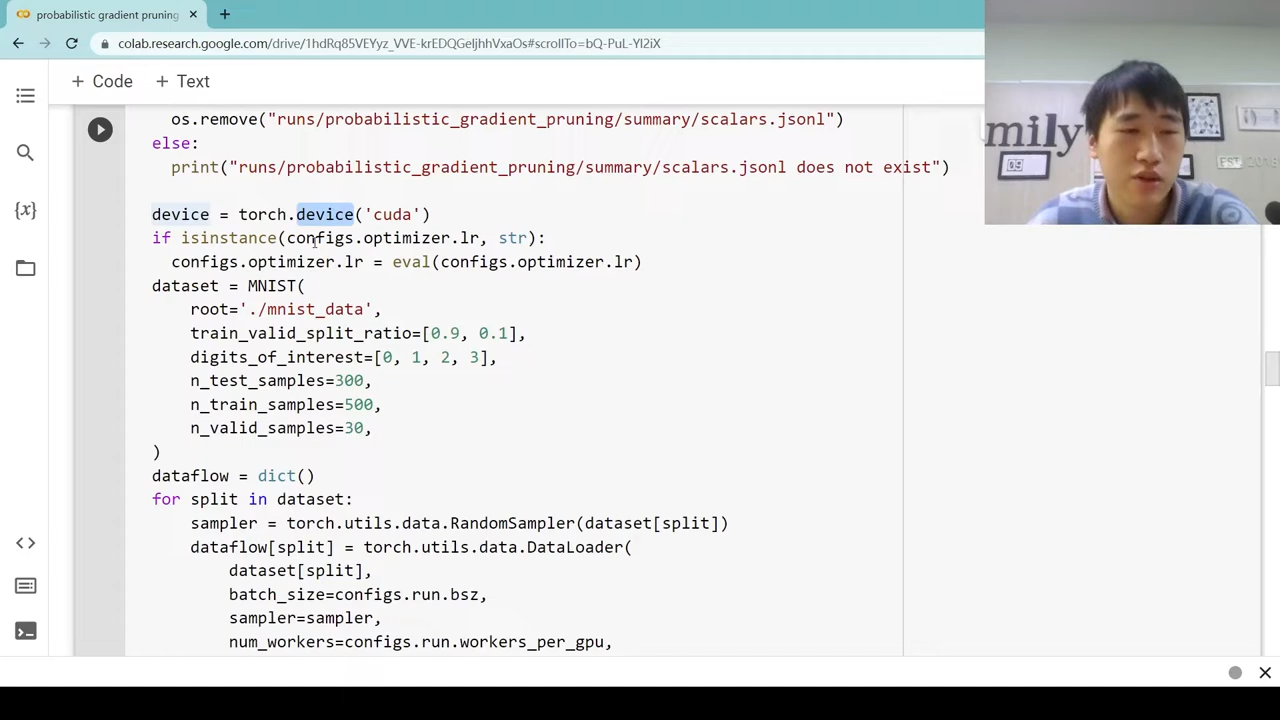 probabilistic gradient pruning
colab.research.google.com/drive/1hdRq85VEYyz_VVE-krEDQGeljhhVxaOs#scrollTo=bQ-PuL-Yl2iX
+ Code + Text
os.remove("runs/probabilistic_gradient_pruning/summary/scalars.jsonl")
else:
print("runs/probabilistic_gradient_pruning/summary/scalars.jsonl does not exist")
device = torch.device('cuda')
if isinstance(configs.optimizer.lr, str):
configs.optimizer.lr = eval(configs.optimizer.lr)
dataset = MNIST(
root='./mnist_data',
train_valid_split_ratio=[0.9, 0.1],
digits_of_interest=[0, 1, 2, 3],
n_test_samples=300,
n_train_samples=500,
n_valid_samples=30,
)
dataflow = dict()
for split in dataset:
sampler = torch.utils.data.RandomSampler(dataset[split])
dataflow[split] = torch.utils.data.DataLoader(
dataset[split],
batch_size=configs.run.bsz,
sampler=sampler,
num_workers=configs.run.workers_per_gpu,
{x}
mily
EST